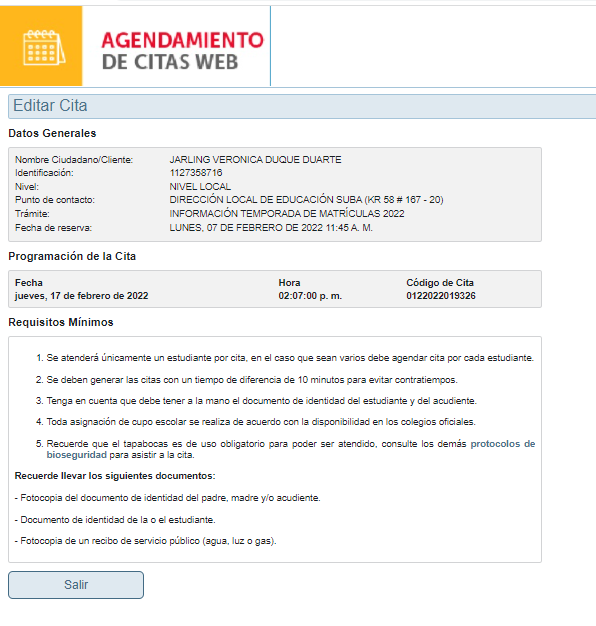 AGENDAMIENTO
DE CITAS WEB
Editar Cita
Datos Generales
Nombre Ciudadano/Cliente: JARLING VERONICA DUQUE DUARTE
Identificación: 1127358716
Nivel: NIVEL LOCAL
Punto de contacto: DIRECCIÓN LOCAL DE EDUCACIÓN SUBA (KR 58 # 167 - 20)
Trámite: INFORMACIÓN TEMPORADA DE MATRÍCULAS 2022
Fecha de reserva: LUNES, 07 DE FEBRERO DE 2022 11:45 A. M.
Programación de la Cita
Fecha Hora Código de Cita
jueves, 17 de febrero de 2022 02:07:00 p. m. 0122022019326
Requisitos Mínimos
1. Se atenderá únicamente un estudiante por cita, en el caso que sean varios debe agendar cita por cada estudiante.
2. Se deben generar las citas con un tiempo de diferencia de 10 minutos para evitar contratiempos.
3. Tenga en cuenta que debe tener a la mano el documento de identidad del estudiante y del acudiente.
4. Toda asignación de cupo escolar se realiza de acuerdo con la disponibilidad en los colegios oficiales.
5. Recuerde que el tapabocas es de uso obligatorio para poder ser atendido, consulte los demás protocolos de
bioseguridad para asistir a la cita.
Recuerde llevar los siguientes documentos:
- Fotocopia del documento de identidad del padre, madre y/o acudiente.
- Documento de identidad de la o el estudiante.
- Fotocopia de un recibo de servicio público (agua, luz o gas).
Salir